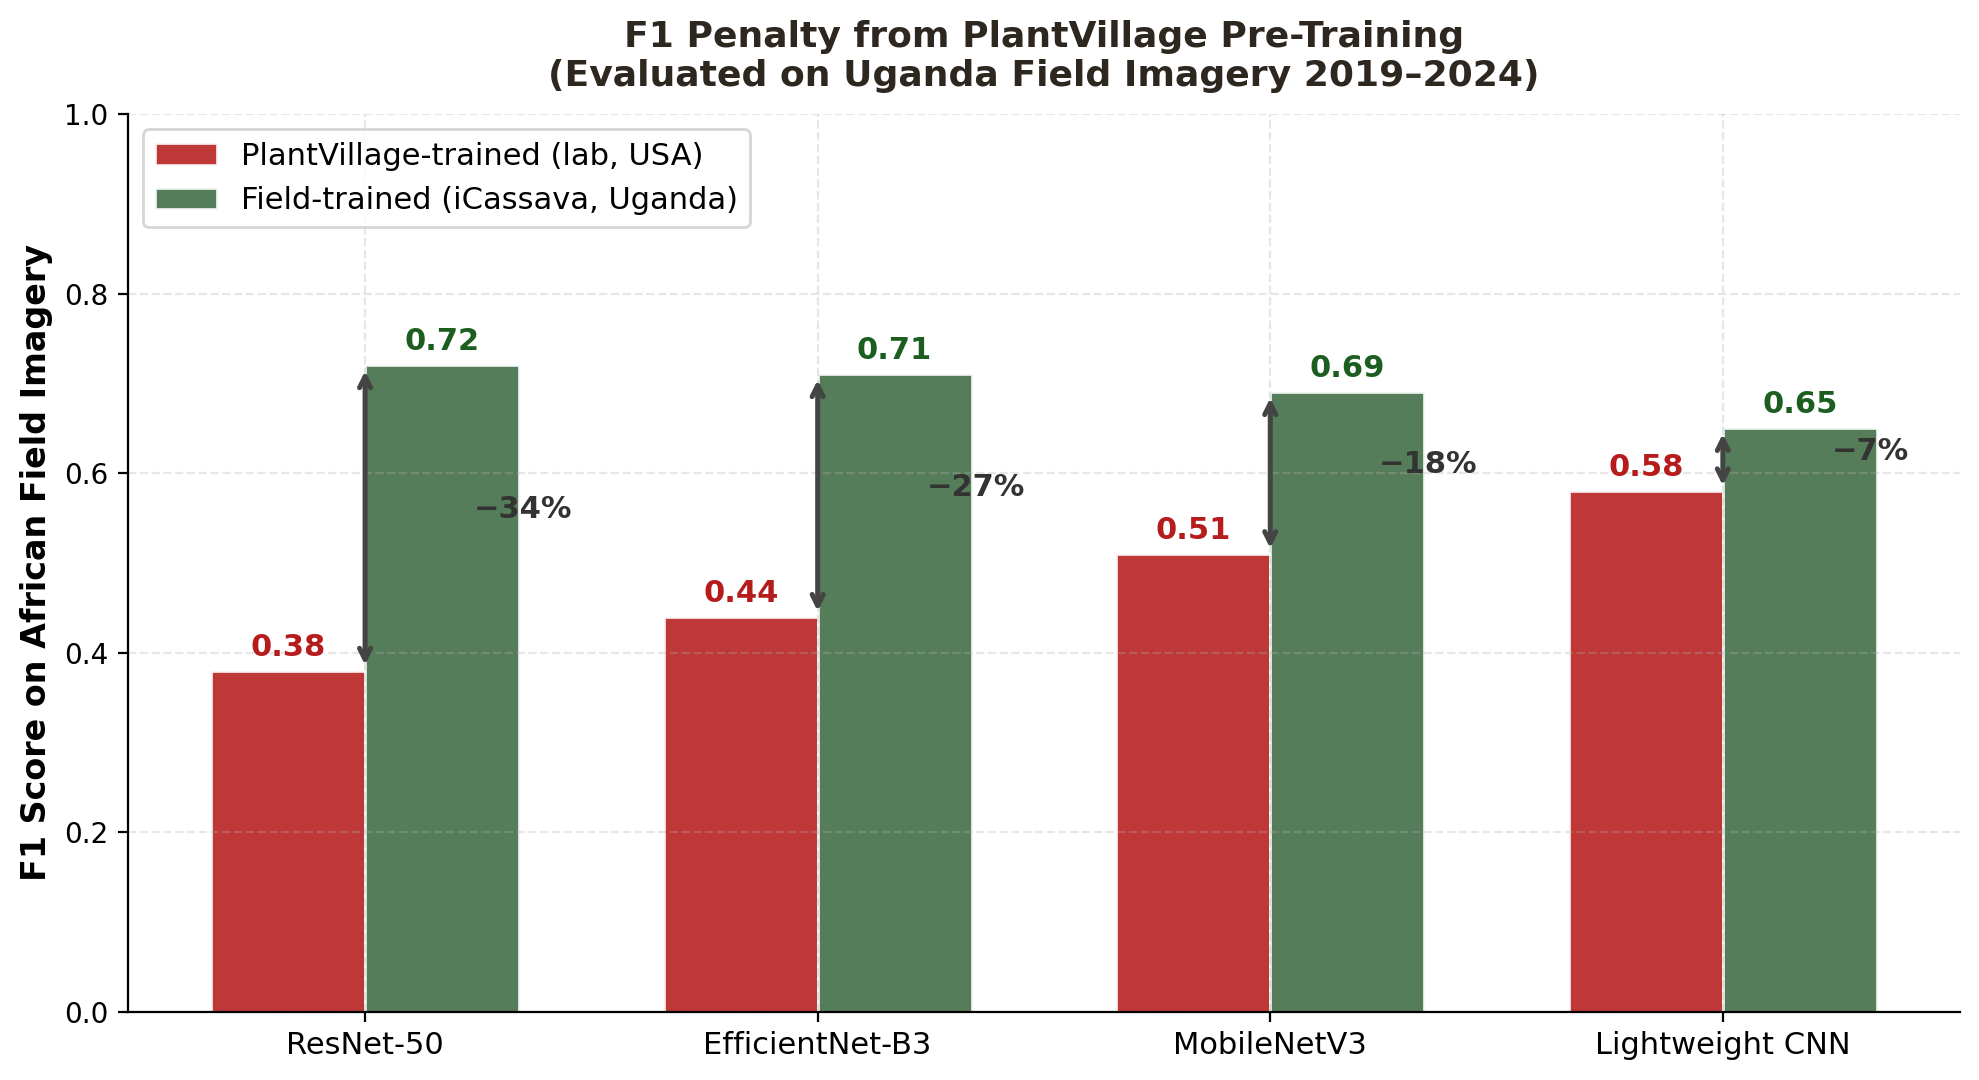 F1 Penalty from PlantVillage Pre-Training
(Evaluated on Uganda Field Imagery 2019–2024)
F1 Score on African Field Imagery
1.0
0.8
0.6
0.4
0.2
0.0
PlantVillage-trained (lab, USA)
Field-trained (iCassava, Uganda)
0.38
0.72
−34%
0.44
0.71
−27%
0.51
0.69
−18%
0.58
0.65
−7%
ResNet-50
EfficientNet-B3
MobileNetV3
Lightweight CNN